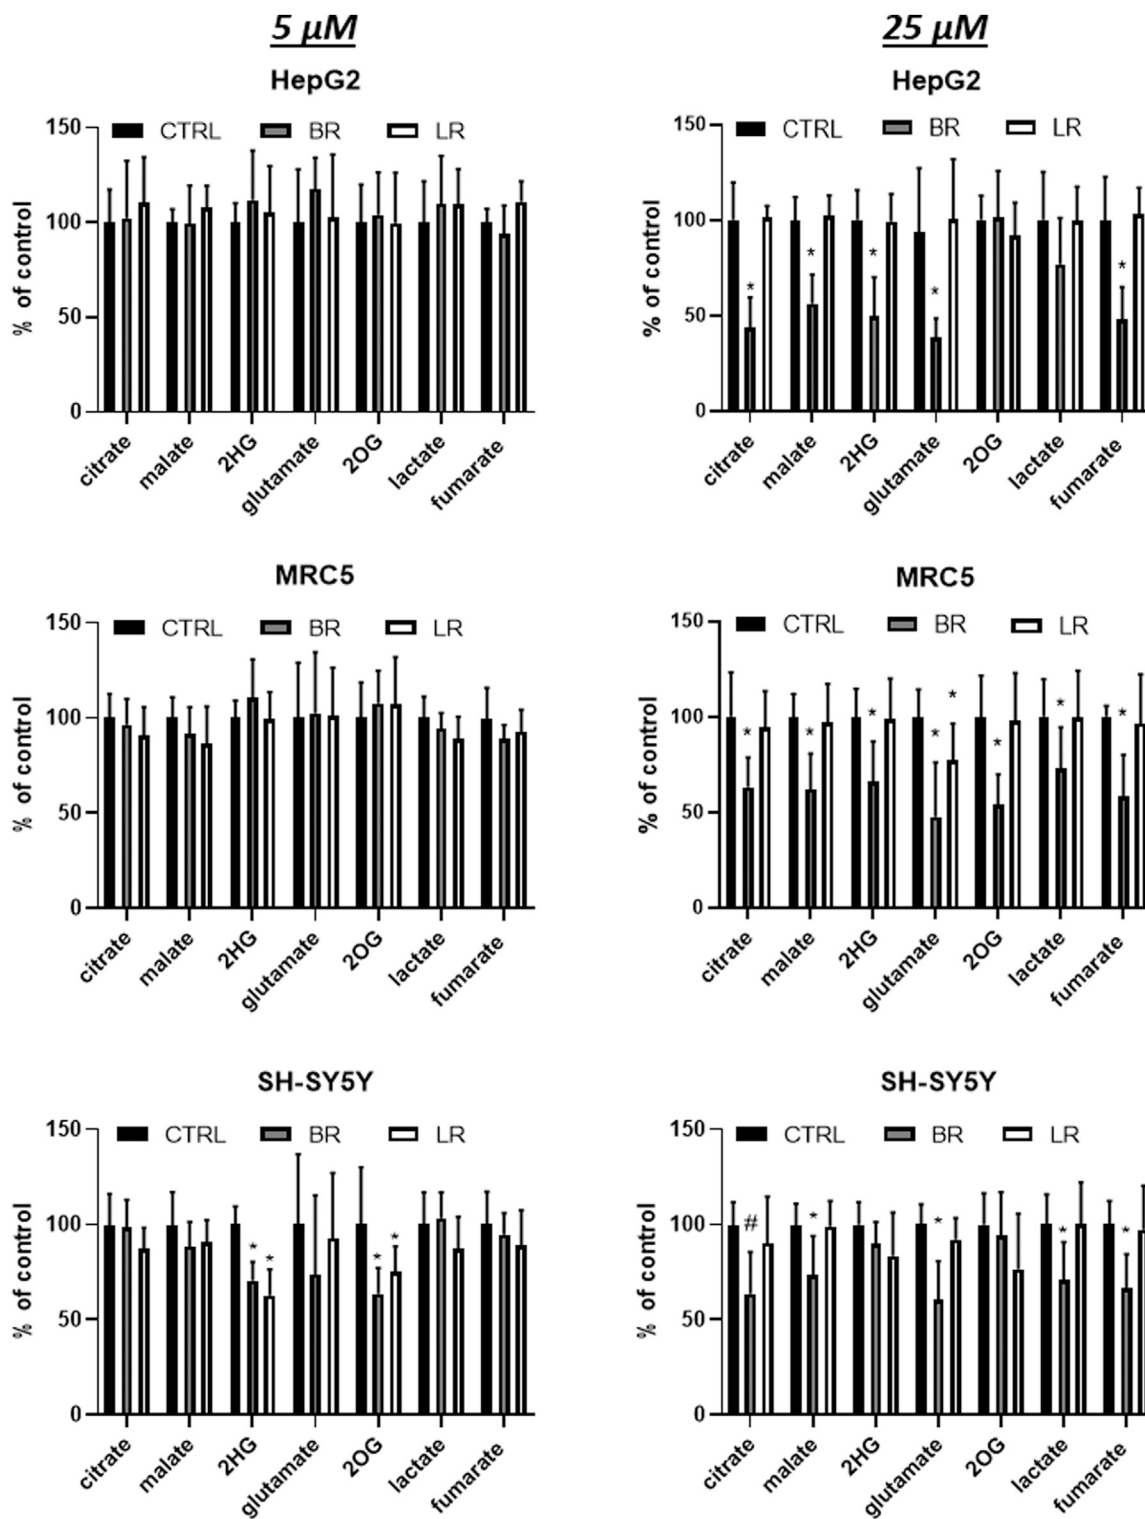 5 µM
25 µM
HepG2
HepG2
150
CTRL
BR
LR
100
50
0
% of control
citrate
malate
2HG
glutamate
2OG
lactate
fumarate
150
CTRL
BR
LR
100
* * * * *
50
0
% of control
citrate
malate
2HG
glutamate
2OG
lactate
fumarate
MRC5
MRC5
150
CTRL
BR
LR
100
50
0
% of control
citrate
malate
2HG
glutamate
2OG
lactate
fumarate
150
CTRL
BR
LR
100
* * * * * * * *
50
0
% of control
citrate
malate
2HG
glutamate
2OG
lactate
fumarate
SH-SY5Y
SH-SY5Y
150
CTRL
BR
LR
100
* * * *
50
0
% of control
citrate
malate
2HG
glutamate
2OG
lactate
fumarate
150
CTRL
BR
LR
100
# * * * *
50
0
% of control
citrate
malate
2HG
glutamate
2OG
lactate
fumarate